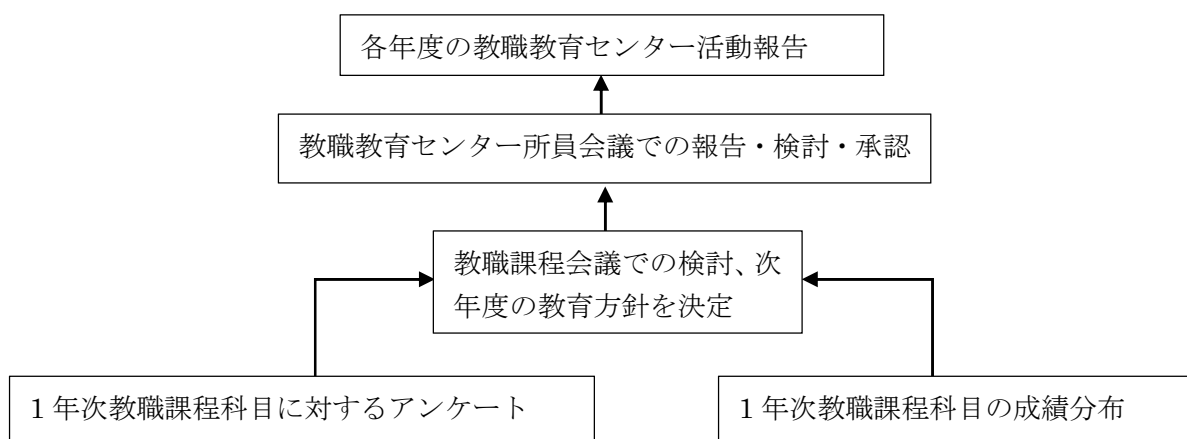 各年度の教職教育センター活動報告
教職教育センター所員会議での報告・検討・承認
教職課程会議での検討、次
年度の教育方針を決定
1年次教職課程科目に対するアンケート
1年次教職課程科目の成績分布